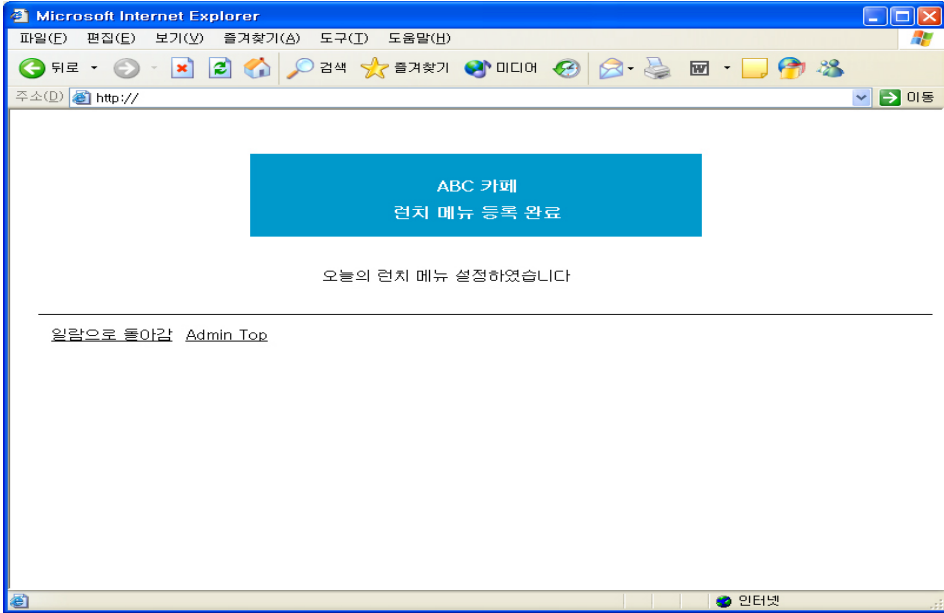 Microsoft Internet Explorer
파일(F) 편집(E) 보기(V) 즐겨찾기(A) 도구(T) 도움말(H)
뒤로 검색 즐겨찾기 미디어
주소(D) http:// 이동
ABC 카페
런치 메뉴 등록 완료
오늘의 런치 메뉴 설정하였습니다
일람으로 돌아감 Admin Top
인터넷